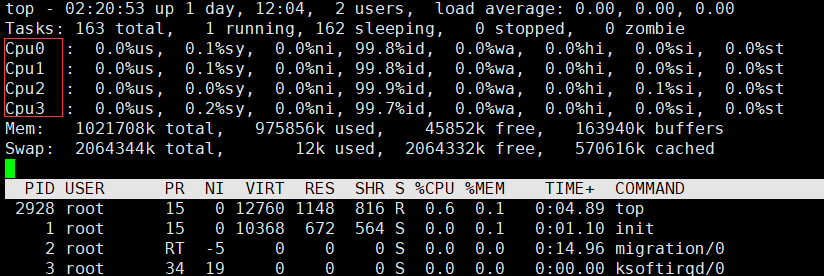 top - 02:20:53 up 1 day, 12:04,  2 users,  load average: 0.00, 0.00, 0.00
Tasks: 163 total,   1 running, 162 sleeping,   0 stopped,   0 zombie
Cpu0  :  0.0%us,  0.1%sy,  0.0%ni, 99.8%id,  0.0%wa,  0.0%hi,  0.0%si,  0.0%st
Cpu1  :  0.0%us,  0.1%sy,  0.0%ni, 99.8%id,  0.0%wa,  0.0%hi,  0.0%si,  0.0%st
Cpu2  :  0.0%us,  0.0%sy,  0.0%ni, 99.9%id,  0.0%wa,  0.0%hi,  0.1%si,  0.0%st
Cpu3  :  0.0%us,  0.2%sy,  0.0%ni, 99.7%id,  0.0%wa,  0.0%hi,  0.0%si,  0.0%st
Mem:   1021708k total,   975856k used,    45852k free,   163940k buffers
Swap:  2064344k total,       12k used,  2064332k free,   570616k cached
PID USER      PR  NI  VIRT  RES  SHR S %CPU %MEM    TIME+  COMMAND
2928 root      15   0 12760 1148  816 R  0.6  0.1   0:04.89 top
1 root      15   0 10368  672  564 S  0.0  0.1   0:01.10 init
2 root      RT  -5     0    0    0 S  0.0  0.0   0:14.96 migration/0
3 root      34  19     0    0    0 S  0.0  0.0   0:00.00 ksoftirqd/0